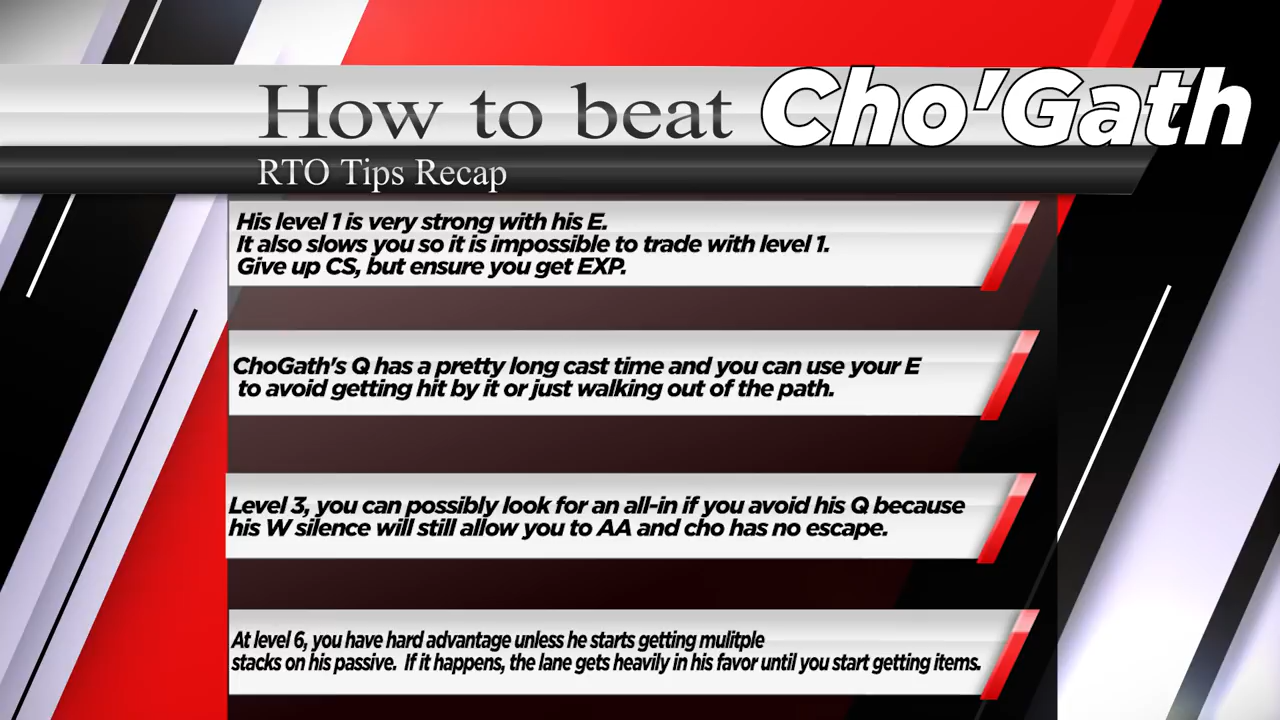 How to beat Cho'Gath
RTO Tips Recap
His level 1 is very strong with his E.
It also slows you so it is impossible to trade with level 1.
Give up CS, but ensure you get EXP.
ChoGath's Q has a pretty long cast time and you can use your E
to avoid getting hit by it or just walking out of the path.
Level 3, you can possibly look for an all-in if you avoid his Q because
his W silence will still allow you to AA and cho has no escape.
At level 6, you have hard advantage unless he starts getting mulitple
stacks on his passive. If it happens, the lane gets heavily in his favor until you start getting items.